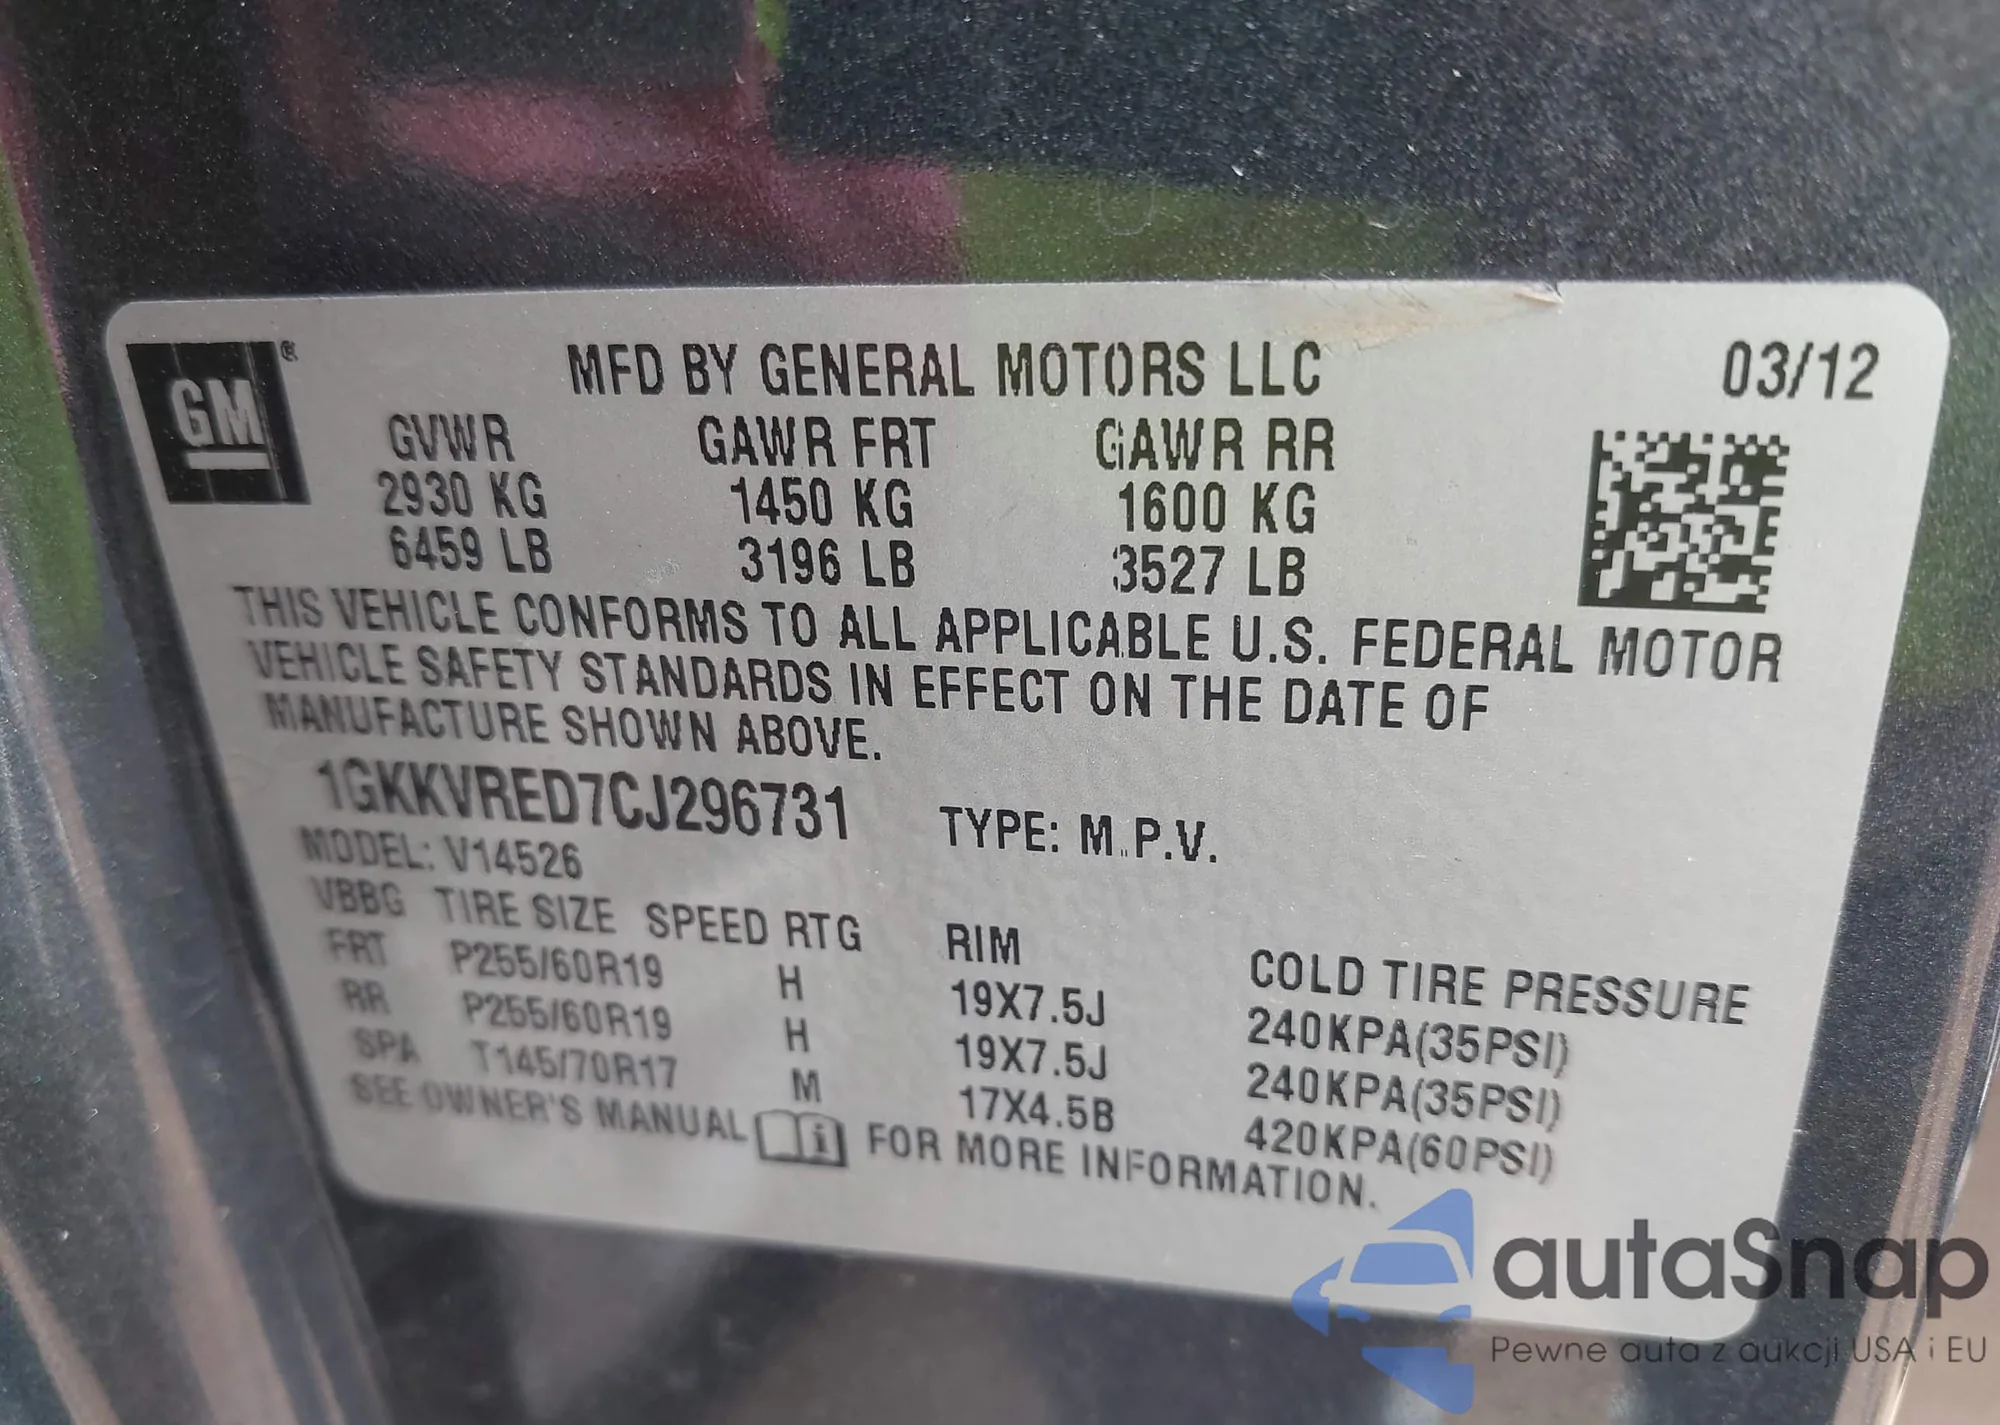 GM®
MFD BY GENERAL MOTORS LLC 03/12
GVWR GAWR FRT GAWR RR
2930 KG 1450 KG 1600 KG
6459 LB 3196 LB 3527 LB
THIS VEHICLE CONFORMS TO ALL APPLICABLE U.S. FEDERAL MOTOR
VEHICLE SAFETY STANDARDS IN EFFECT ON THE DATE OF
MANUFACTURE SHOWN ABOVE.
1GKKVRED7CJ296731 TYPE: M.P.V.
MODEL: V14526
VBBG TIRE SIZE SPEED RTG RIM COLD TIRE PRESSURE
FRT P255/60R19 H 19X7.5J 240KPA(35PSI)
RR P255/60R19 H 19X7.5J 240KPA(35PSI)
SPA T145/70R17 M 17X4.5B 420KPA(60PSI)
SEE OWNER'S MANUAL i FOR MORE INFORMATION.
autaSnap
Pewne auta z aukcji USA i EU